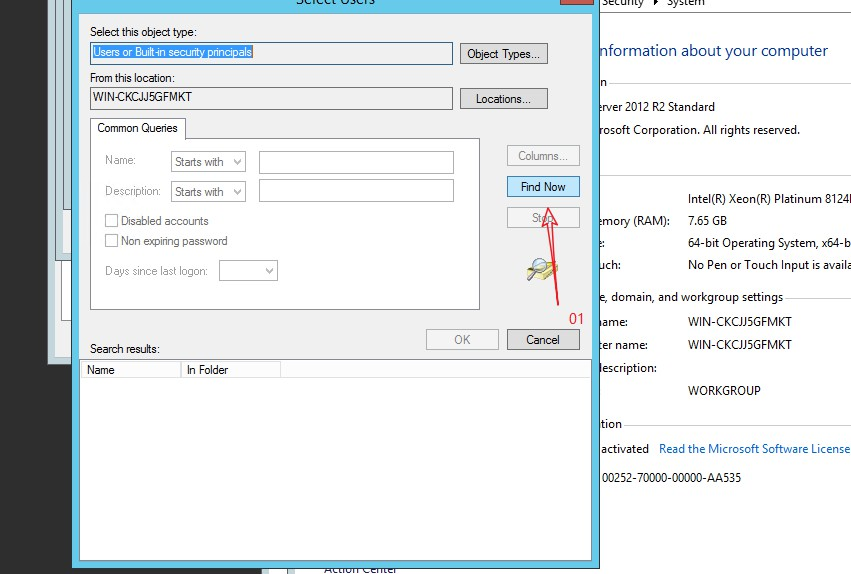 Select Users
Select this object type:
Users or Built-in security principals
Object Types...
From this location:
WIN-CKCJJ5GFMKT
Locations...
Common Queries
Name:
Starts with
Description:
Starts with
Disabled accounts
Non expiring password
Days since last logon:
Columns...
Find Now
Stop
01
OK
Cancel
Search results:
Name
In Folder
Security
System
nformation about your computer
erver 2012 R2 Standard
rosoft Corporation. All rights reserved.
Intel(R) Xeon(R) Platinum 8124
emory (RAM):
7.65 GB
e:
64-bit Operating System, x64-b
uch:
No Pen or Touch Input is availa
e, domain, and workgroup settings
ame:
WIN-CKCJJ5GFMKT
ter name:
WIN-CKCJJ5GFMKT
description:
WORKGROUP
ation
activated
Read the Microsoft Software License
00252-70000-00000-AA535
Action Center